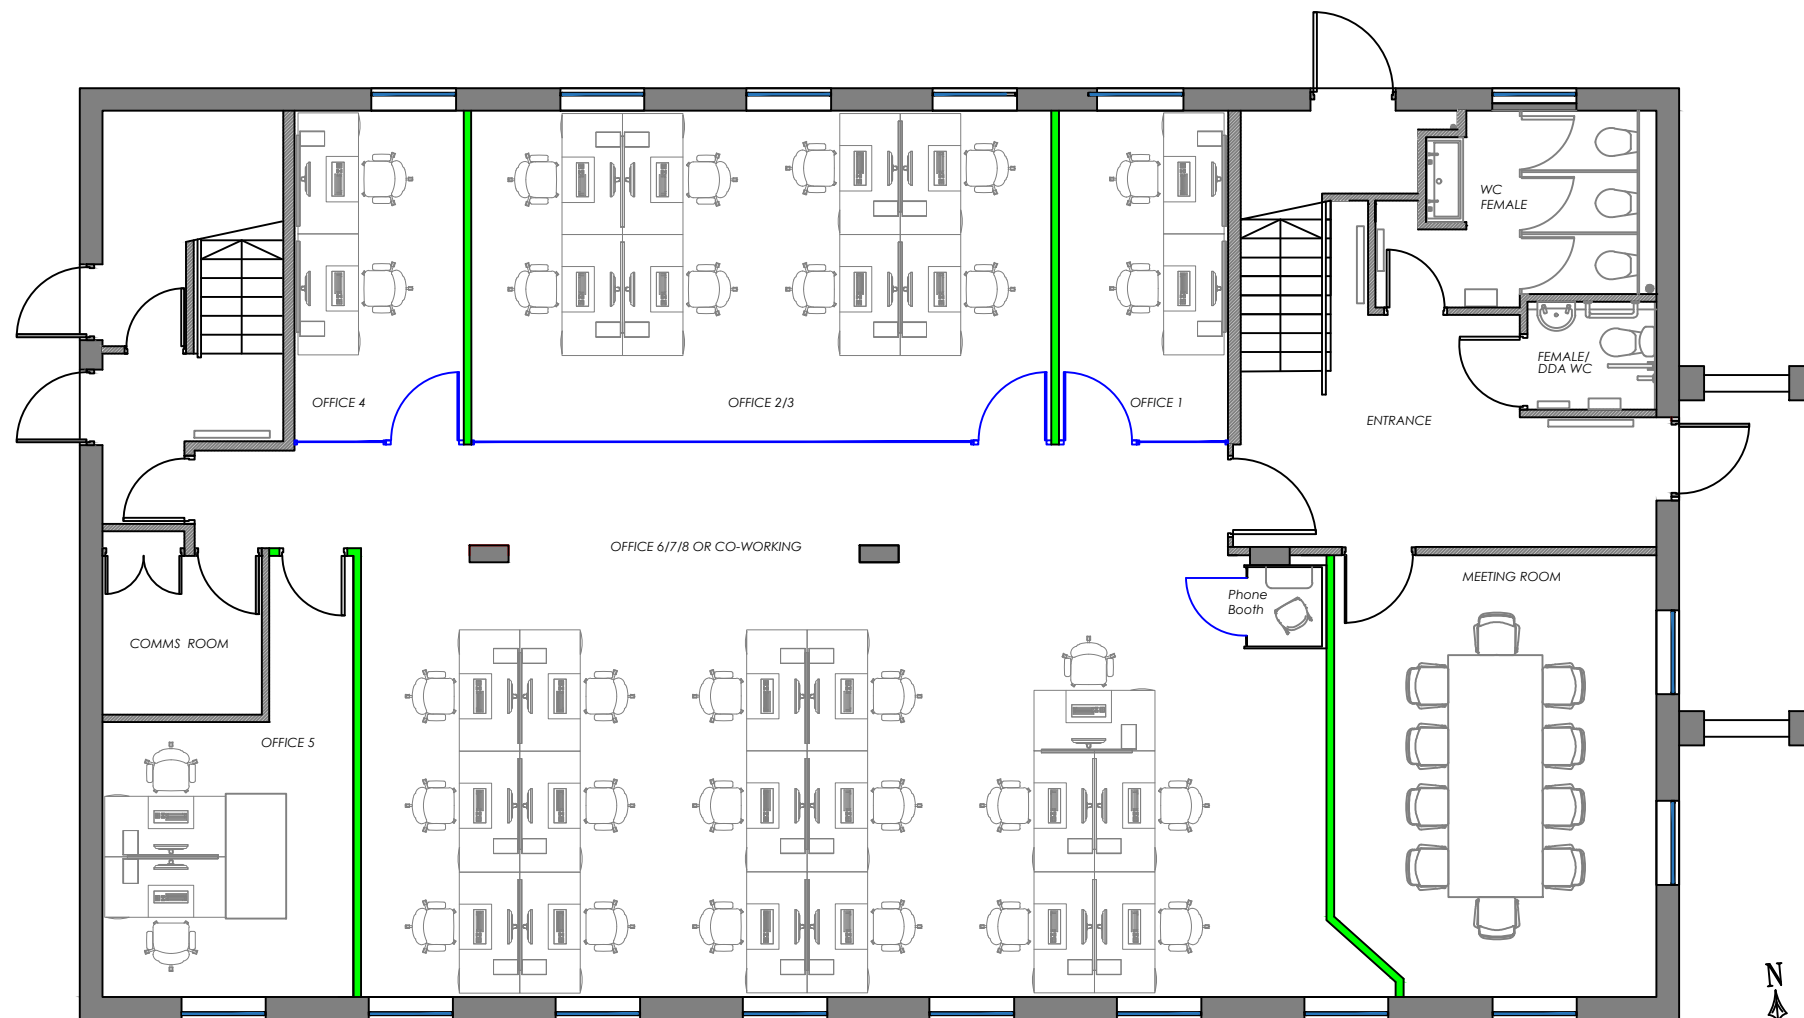 WC
FEMALE
FEMALE/
DDA WC
OFFICE 4
OFFICE 2/3
OFFICE 1
ENTRANCE
OFFICE 6/7/8 OR CO-WORKING
MEETING ROOM
Phone
Booth
COMMS ROOM
OFFICE 5
N